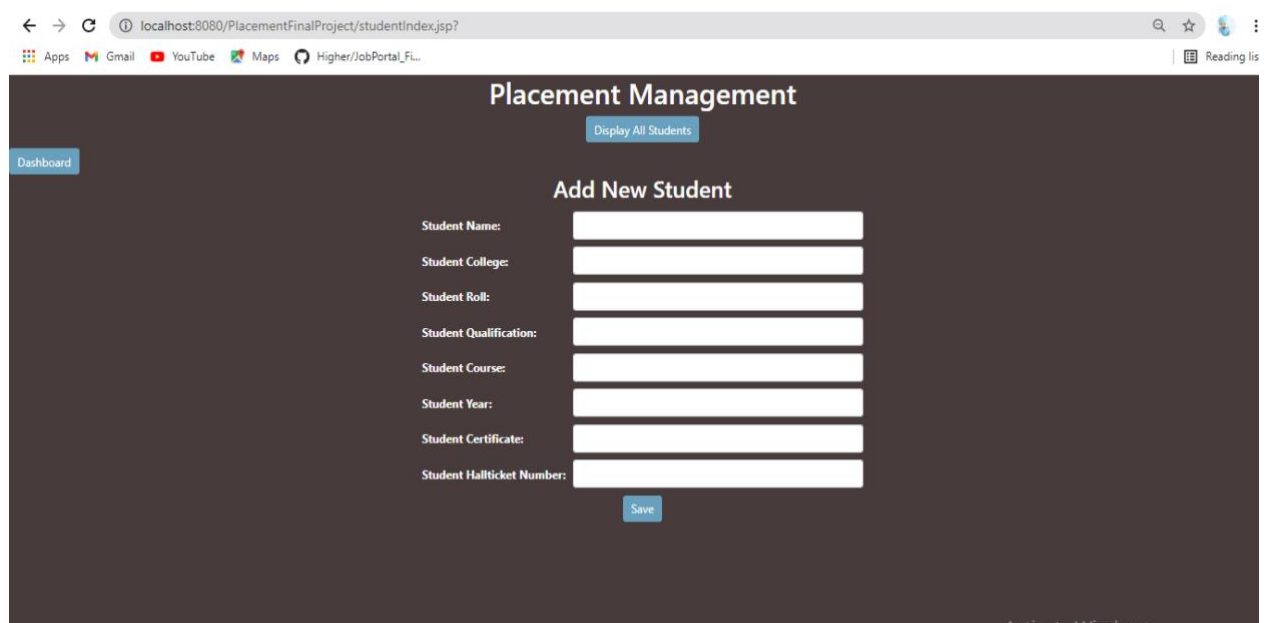 localhost:8080/PlacementFinalProject/studentIndex.jsp?
Apps Gmail YouTube Maps Higher/JobPortal_Fi... Reading lis
Placement Management
Display All Students
Dashboard
Add New Student
Student Name:
Student College:
Student Roll:
Student Qualification:
Student Course:
Student Year:
Student Certificate:
Student Hallticket Number:
Save